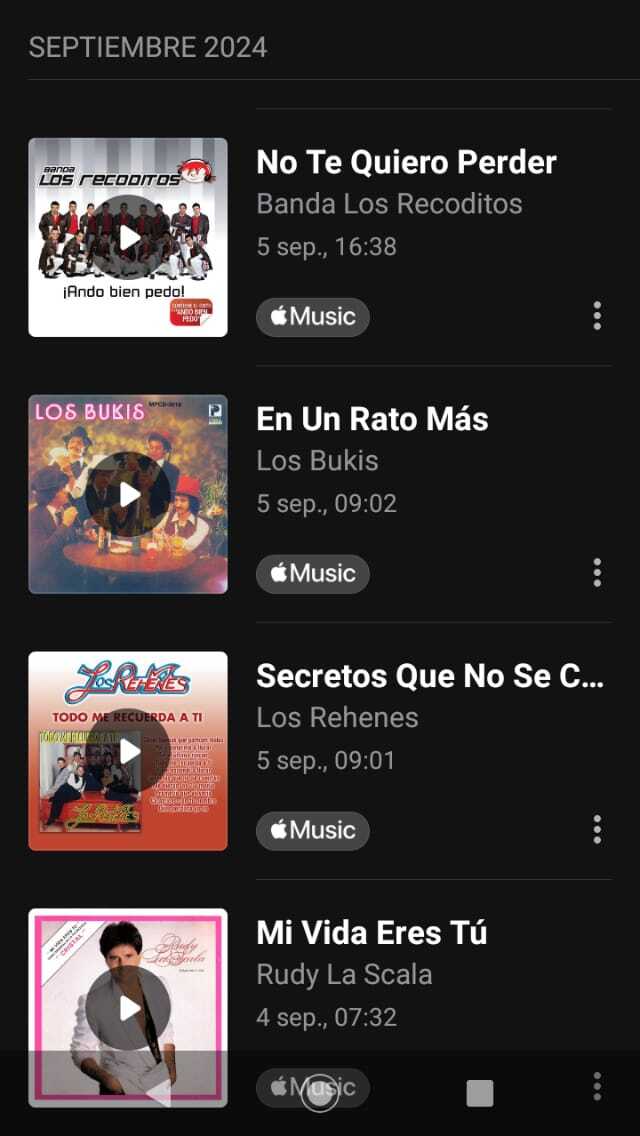 SEPTIEMBRE 2024
BANDA
LOS RECODITOS
¡Ando bien pedo!
No Te Quiero Perder
Banda Los Recoditos
5 sep., 16:38
Music
LOS BUKIS
En Un Rato Más
Los Bukis
5 sep., 09:02
Music
Los Rehenes
TODO ME RECUERDA A TI
Secretos Que No Se C...
Los Rehenes
5 sep., 09:01
Music
CRISTAL
Rudy
La Scala
Mi Vida Eres Tú
Rudy La Scala
4 sep., 07:32
Music